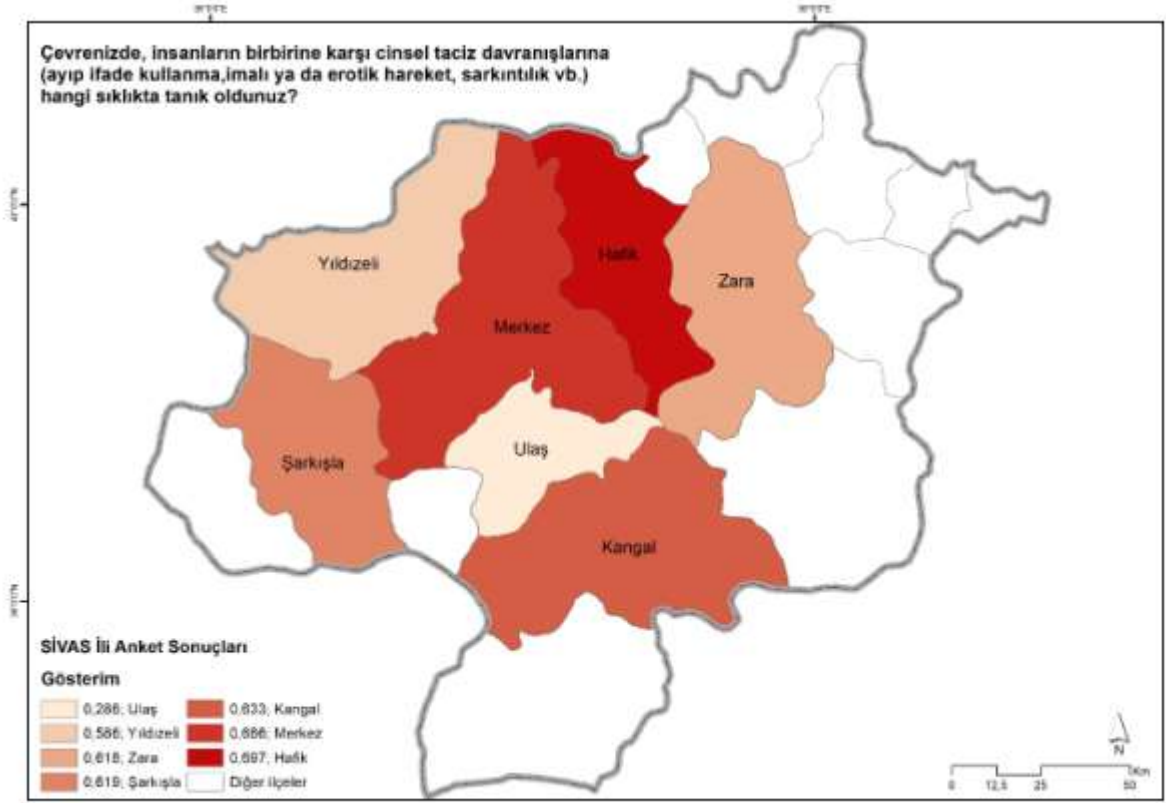 Çevrenizde, insanların birbirine karşı cinsel taciz davranışlarına
(ayıp ifade kullanma,imalı ya da erotik hareket, sarkıntılık vb.)
hangi sıklıkta tanık oldunuz?
Yıldızeli
Hafik
Zara
Merkez
Şarkışla
Ulaş
Kangal
SİVAS İli Anket Sonuçları
Gösterim
0,286; Ulaş
0,586; Yıldızeli
0,618; Zara
0,619; Şarkışla
0,633; Kangal
0,686; Merkez
0,697; Hafik
Diğer ilçeler
N
Km
0 12,5 25 50